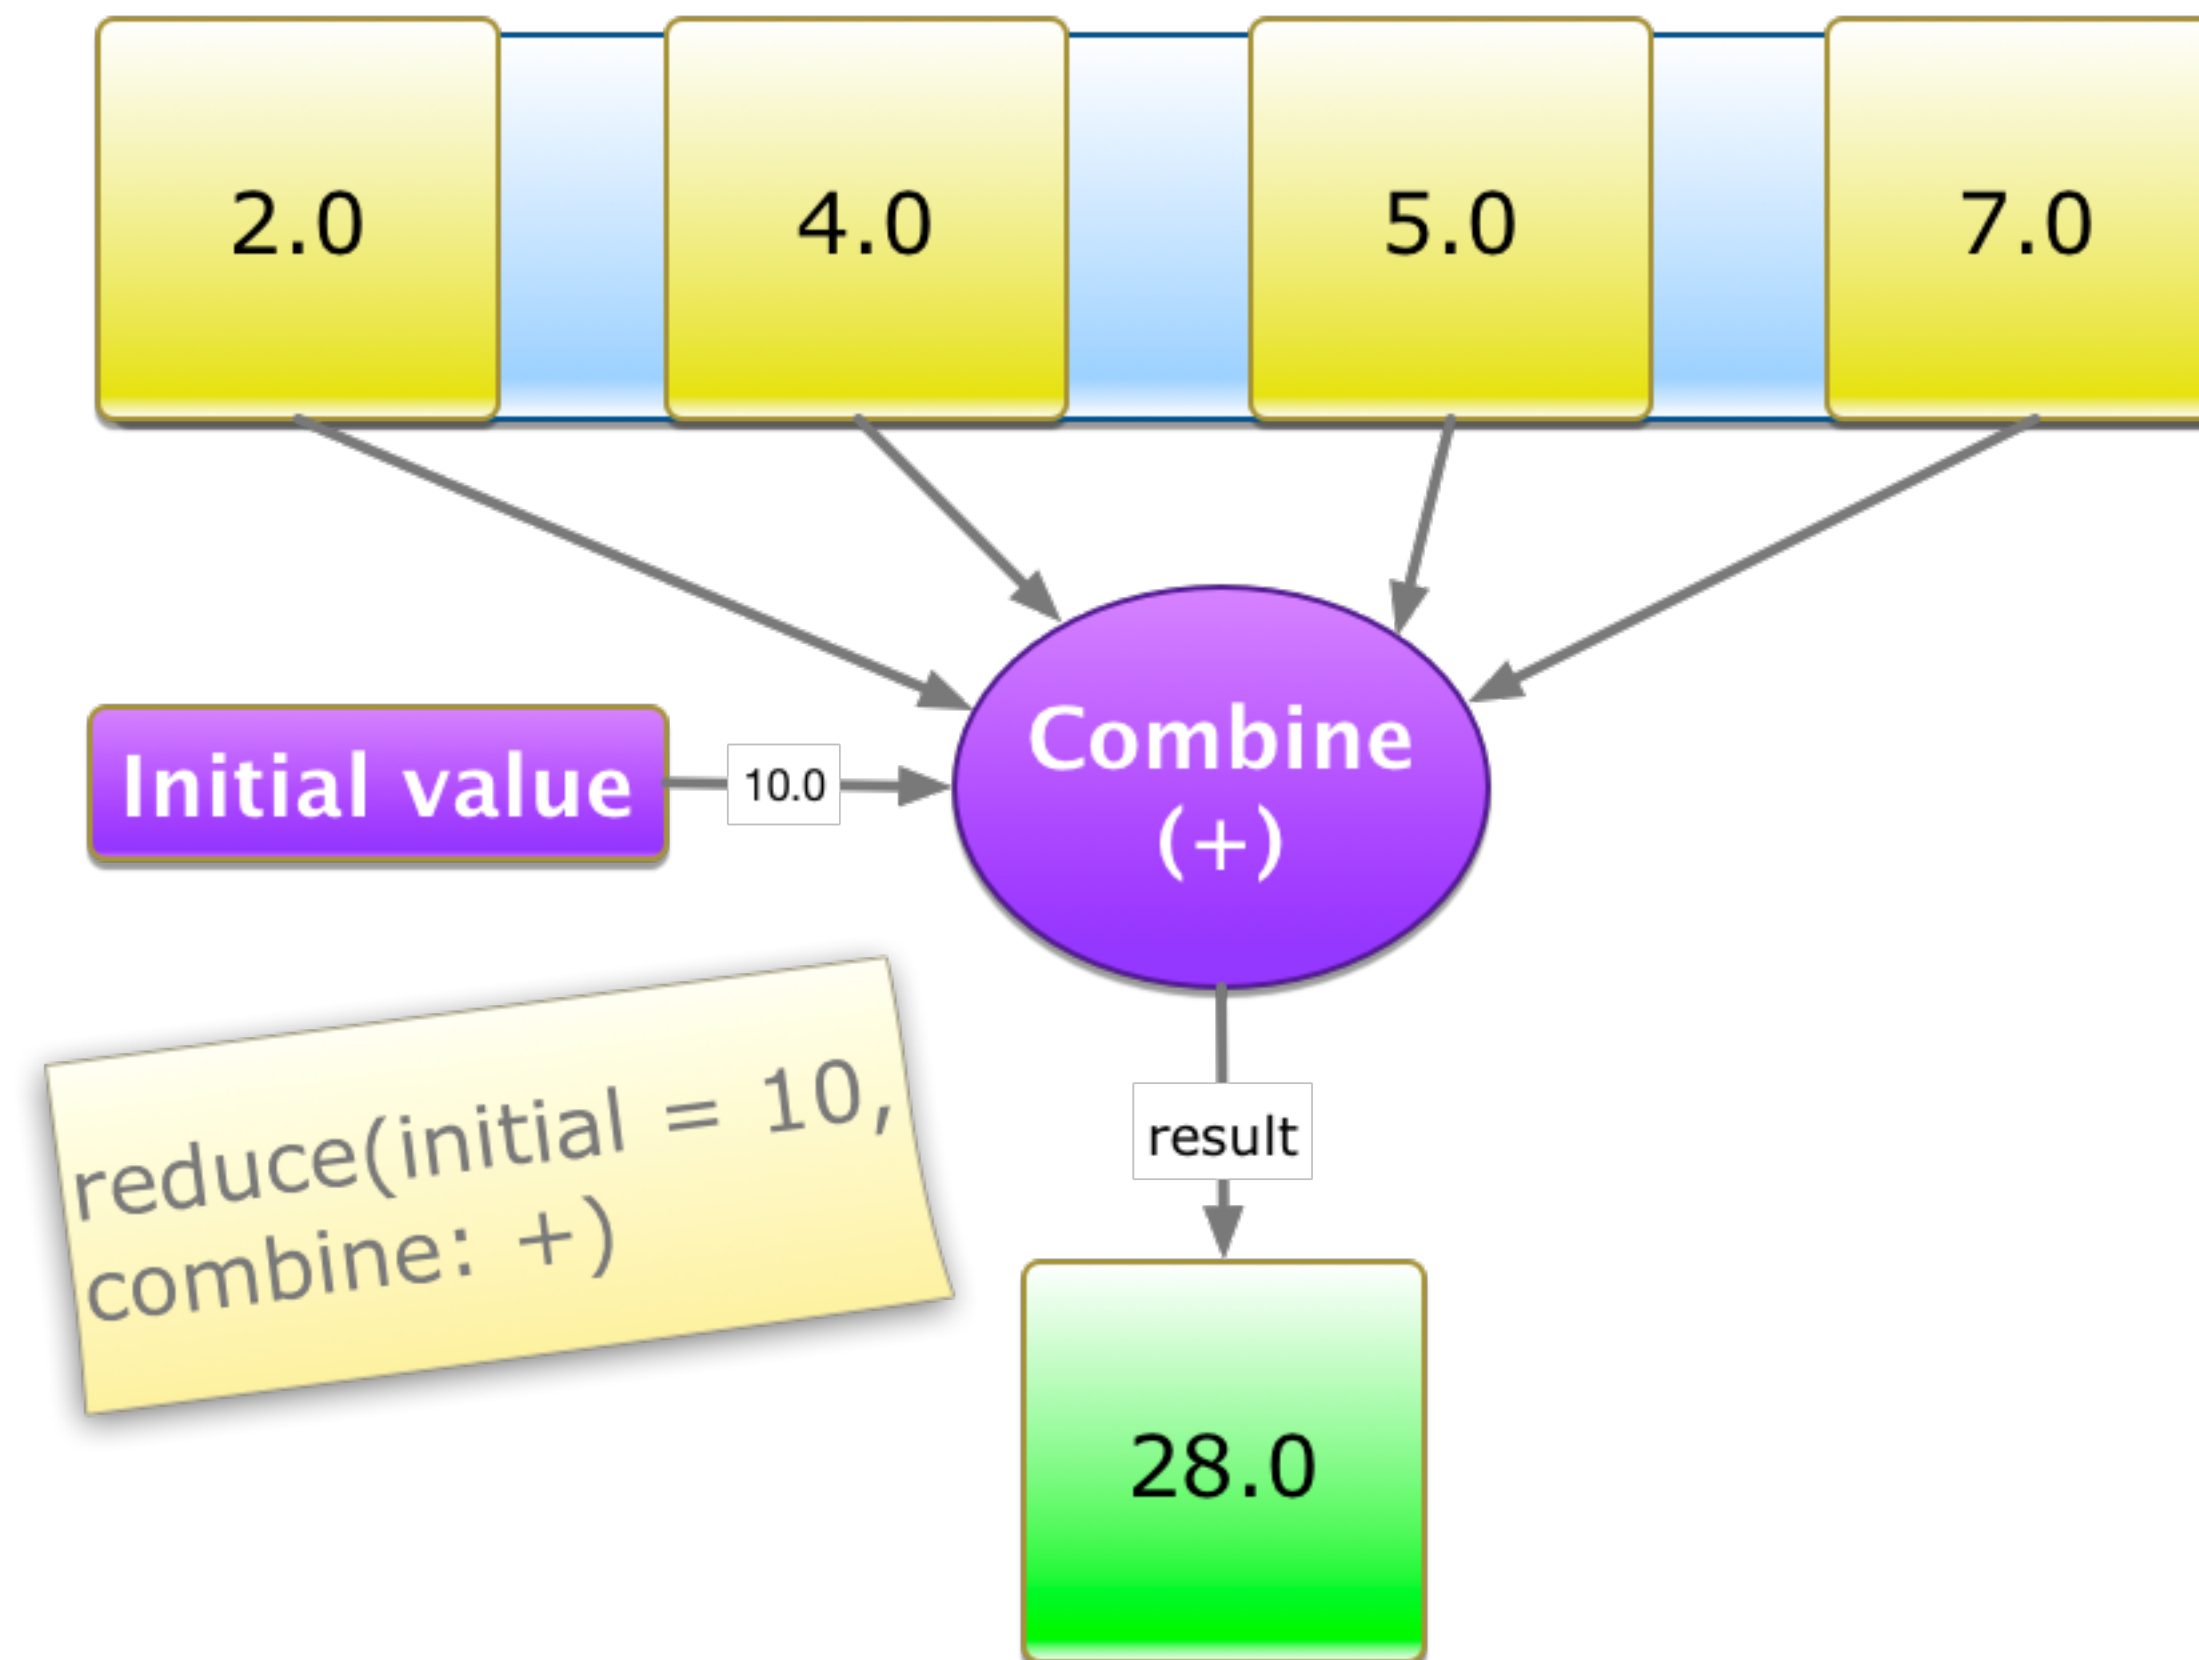 2.0
4.0
5.0
7.0
Combine
(+)
Initial value
10.0
reduce(initial = 10,
combine: +)
result
28.0